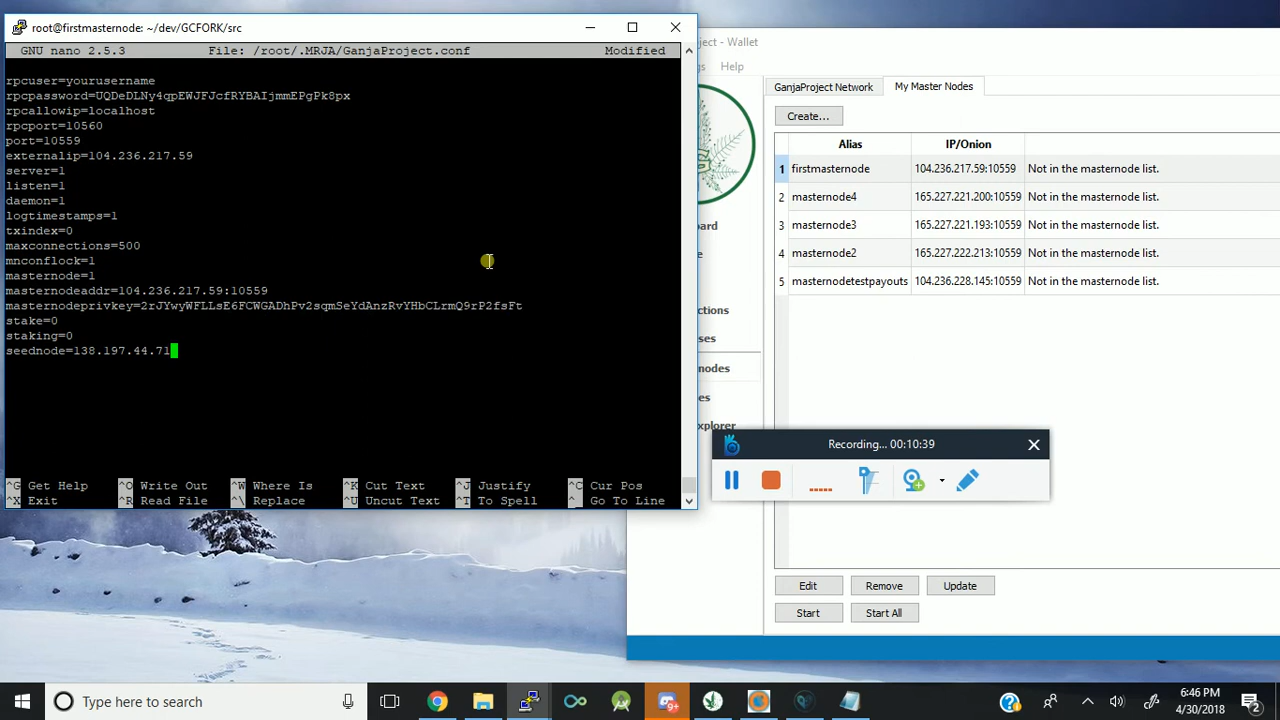 root@firstmasternode: ~/dev/GCFORK/src
GNU nano 2.5.3 File: /root/.MRJA/GanjaProject.conf Modified
rpcuser=yourusername
rpcpassword=UQDeDLNy4qpEWJFJcfRYBAIjmmEPgPk8px
rpcallowip=localhost
rpcport=10560
port=10559
externalip=104.236.217.59
server=1
listen=1
daemon=1
logtimestamps=1
txindex=0
maxconnections=500
mnconflock=1
masternode=1
masternodeaddr=104.236.217.59:10559
masternodeprivkey=2rJYwyWFLLsE6FCWGADhPv2sqmSeYdAnzRvYHbCLrmQ9rP2fsFt
stake=0
staking=0
seednode=138.197.44.71
^G Get Help ^O Write Out ^W Where Is ^K Cut Text ^J Justify ^C Cur Pos
^X Exit ^R Read File ^\ Replace ^U Uncut Text ^T To Spell ^_ Go To Line
ject - Wallet
gs Help
GanjaProject Network My Master Nodes
Create...
Alias IP/Onion
1 firstmasternode 104.236.217.59:10559 Not in the masternode list.
2 masternode4 165.227.221.200:10559 Not in the masternode list.
3 masternode3 165.227.221.193:10559 Not in the masternode list.
4 masternode2 165.227.222.213:10559 Not in the masternode list.
5 masternodetestpayouts 104.236.228.145:10559 Not in the masternode list.
ard
e
ses
nodes
es
xplorer
Recording... 00:10:39
Edit Remove Update
Start Start All
Type here to search
9+
6:46 PM
4/30/2018
2